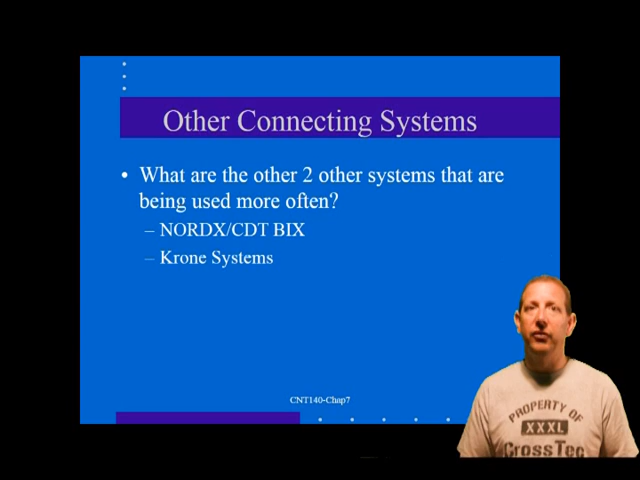 Other Connecting Systems
• What are the other 2 other systems that are
being used more often?
– NORDX/CDT BIX
– Krone Systems
CNT140-Chap7
PROPERTY OF
XXXL
CrossTec